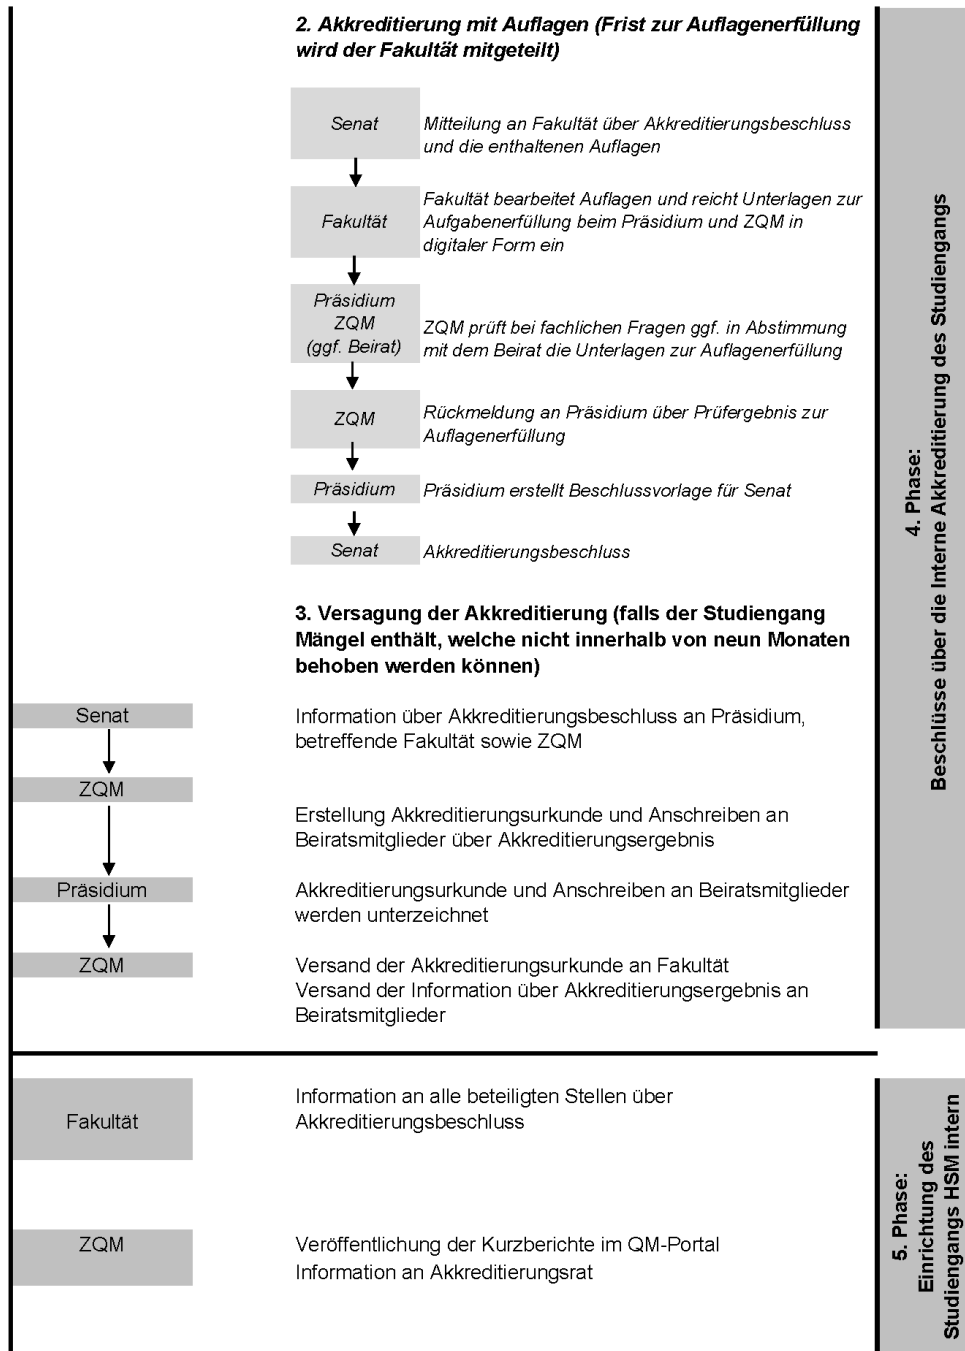 2. Akkreditierung mit Auflagen (Frist zur Auflagenerfüllung
wird der Fakultät mitgeteilt)
Senat
Mitteilung an Fakultät über Akkreditierungsbeschluss
und die enthaltenen Auflagen
Fakultät
Fakultät bearbeitet Auflagen und reicht Unterlagen zur
Aufgabenerfüllung beim Präsidium und ZQM in
digitaler Form ein
Präsidium
ZQM
(ggf. Beirat)
ZQM prüft bei fachlichen Fragen ggf. in Abstimmung
mit dem Beirat die Unterlagen zur Auflagenerfüllung
ZQM
Rückmeldung an Präsidium über Prüfergebnis zur
Auflagenerfüllung
Präsidium
Präsidium erstellt Beschlussvorlage für Senat
Senat
Akkreditierungsbeschluss
3. Versagung der Akkreditierung (falls der Studiengang
Mängel enthält, welche nicht innerhalb von neun Monaten
behoben werden können)
Senat
Information über Akkreditierungsbeschluss an Präsidium,
betreffende Fakultät sowie ZQM
ZQM
Erstellung Akkreditierungsurkunde und Anschreiben an
Beiratsmitglieder über Akkreditierungsergebnis
Präsidium
Akkreditierungsurkunde und Anschreiben an Beiratsmitglieder
werden unterzeichnet
ZQM
Versand der Akkreditierungsurkunde an Fakultät
Versand der Information über Akkreditierungsergebnis an
Beiratsmitglieder
4. Phase:
Beschlüsse über die Interne Akkreditierung des Studiengangs
Fakultät
Information an alle beteiligten Stellen über
Akkreditierungsbeschluss
ZQM
Veröffentlichung der Kurzberichte im QM-Portal
Information an Akkreditierungsrat
5. Phase:
Einrichtung des
Studiengangs HSM intern